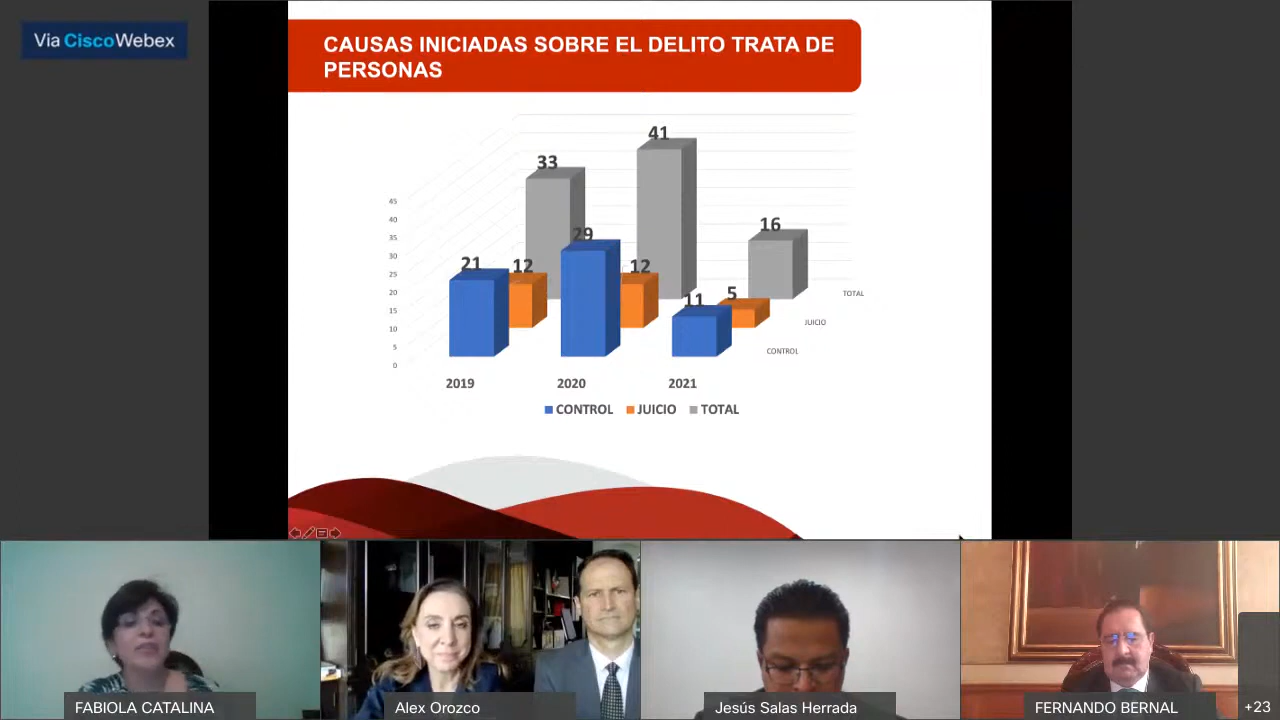 Vía CiscoWebex
CAUSAS INICIADAS SOBRE EL DELITO TRATA DE
PERSONAS
41
33
29
16
21
12
12
11
5
45
40
35
30
25
20
15
10
5
0
TOTAL
JUICIO
CONTROL
2019
2020
2021
CONTROL
JUICIO
TOTAL
FABIOLA CATALINA
Alex Orozco
Jesús Salas Herrada
FERNANDO BERNAL
+23